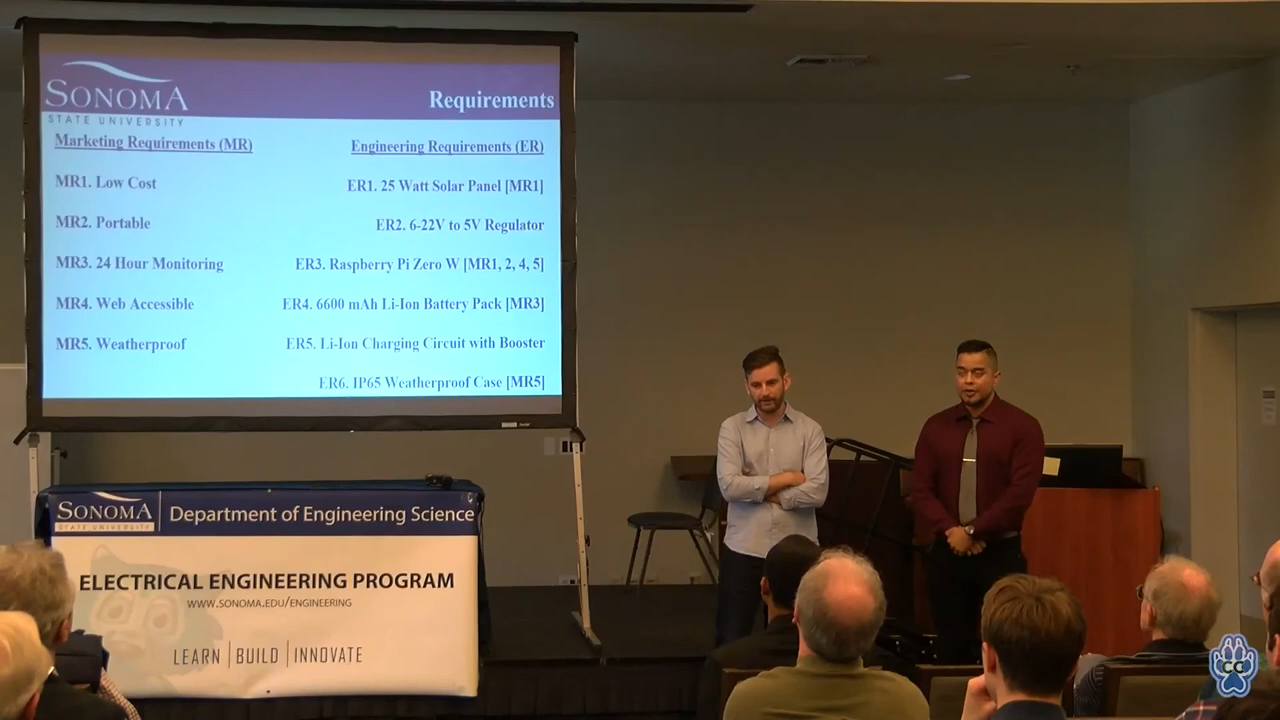 SONOMA
STATE UNIVERSITY
Requirements
Marketing Requirements (MR)
MR1. Low Cost
MR2. Portable
MR3. 24 Hour Monitoring
MR4. Web Accessible
MR5. Weatherproof
Engineering Requirements (ER)
ER1. 25 Watt Solar Panel [MR1]
ER2. 6-22V to 5V Regulator
ER3. Raspberry Pi Zero W [MR1, 2, 4, 5]
ER4. 6600 mAh Li-Ion Battery Pack [MR3]
ER5. Li-Ion Charging Circuit with Booster
ER6. IP65 Weatherproof Case [MR5]
SONOMA
STATE UNIVERSITY
Department of Engineering Science
ELECTRICAL ENGINEERING PROGRAM
WWW.SONOMA.EDU/ENGINEERING
LEARN | BUILD | INNOVATE
CC